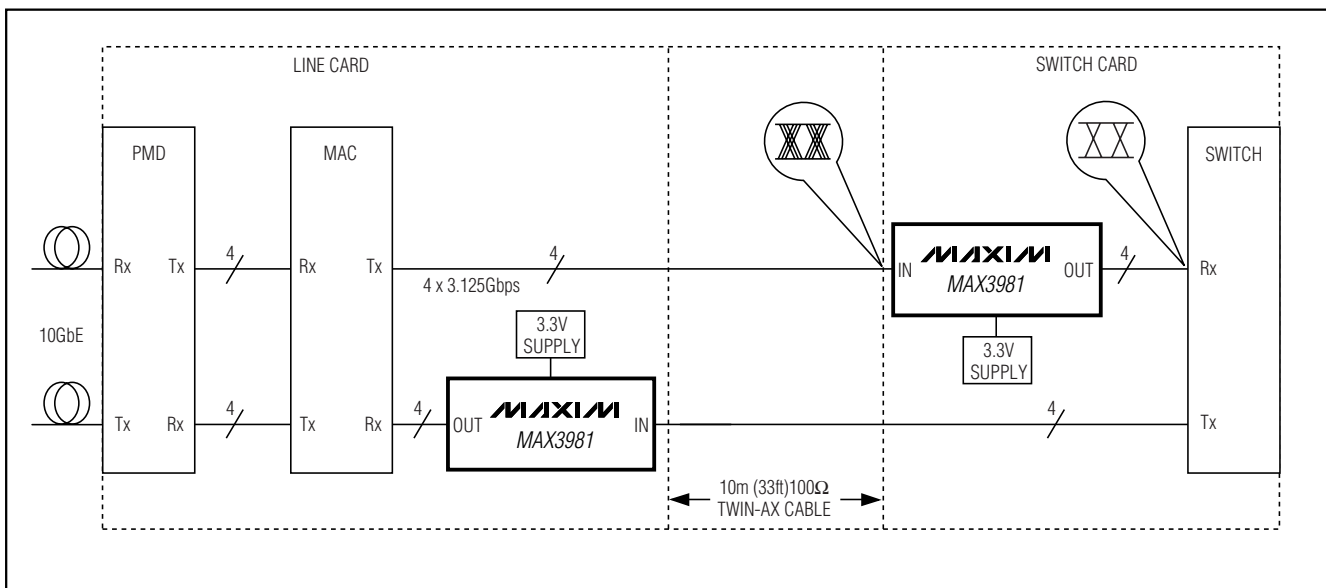 LINE CARD
SWITCH CARD
PMD
MAC
SWITCH
Rx
Tx
4
Rx
Tx
4
4 x 3.125Gbps
IN
MAXIM
MAX3981
OUT
4
Rx
10GbE
3.3V
SUPPLY
3.3V
SUPPLY
Tx
Rx
4
Tx
Rx
4
OUT
MAXIM
MAX3981
IN
4
Tx
10m (33ft)100Ω
TWIN-AX CABLE